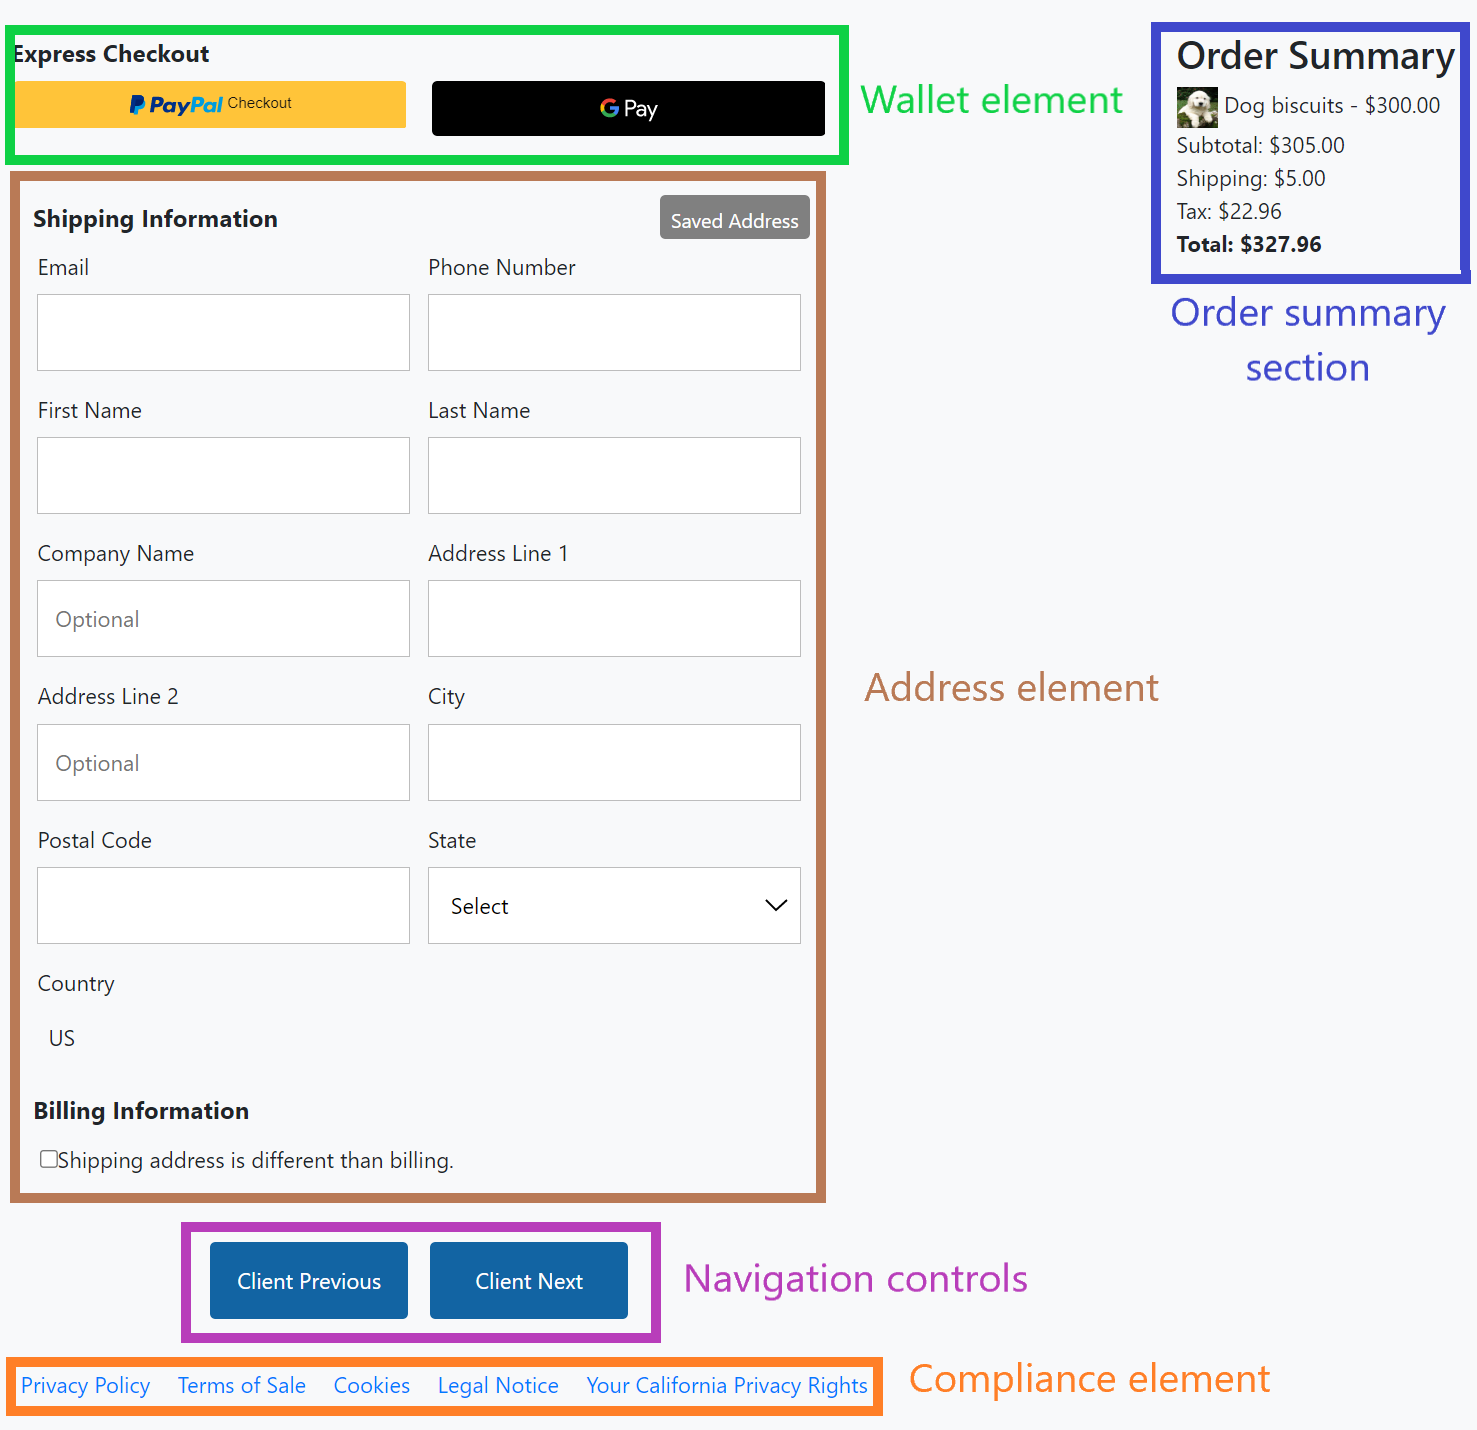 Express Checkout
PayPal Checkout
G Pay
Wallet element
Order Summary
Dog biscuits - $300.00
Subtotal: $305.00
Shipping: $5.00
Tax: $22.96
Total: $327.96
Order summary
section
Shipping Information
Saved Address
Email
Phone Number
First Name
Last Name
Company Name
Address Line 1
Optional
Address element
Address Line 2
City
Optional
Postal Code
State
Select
Country
US
Billing Information
Shipping address is different than billing.
Client Previous
Client Next
Navigation controls
Privacy Policy Terms of Sale Cookies Legal Notice Your California Privacy Rights
Compliance element